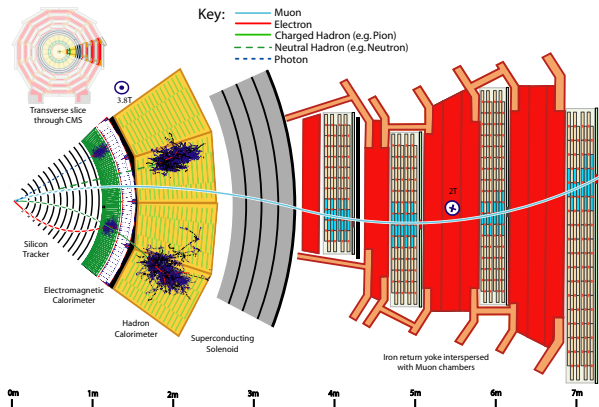 Key:
Muon
Electron
Charged Hadron (e.g. Pion)
Neutral Hadron (e.g. Neutron)
Photon
3.8T
Transverse slice
through CMS
2T
Silicon
Tracker
Electromagnetic
Calorimeter
Hadron
Calorimeter
Superconducting
Solenoid
Iron return yoke interspersed
with Muon chambers
0m 1m 2m 3m 4m 5m 6m 7m